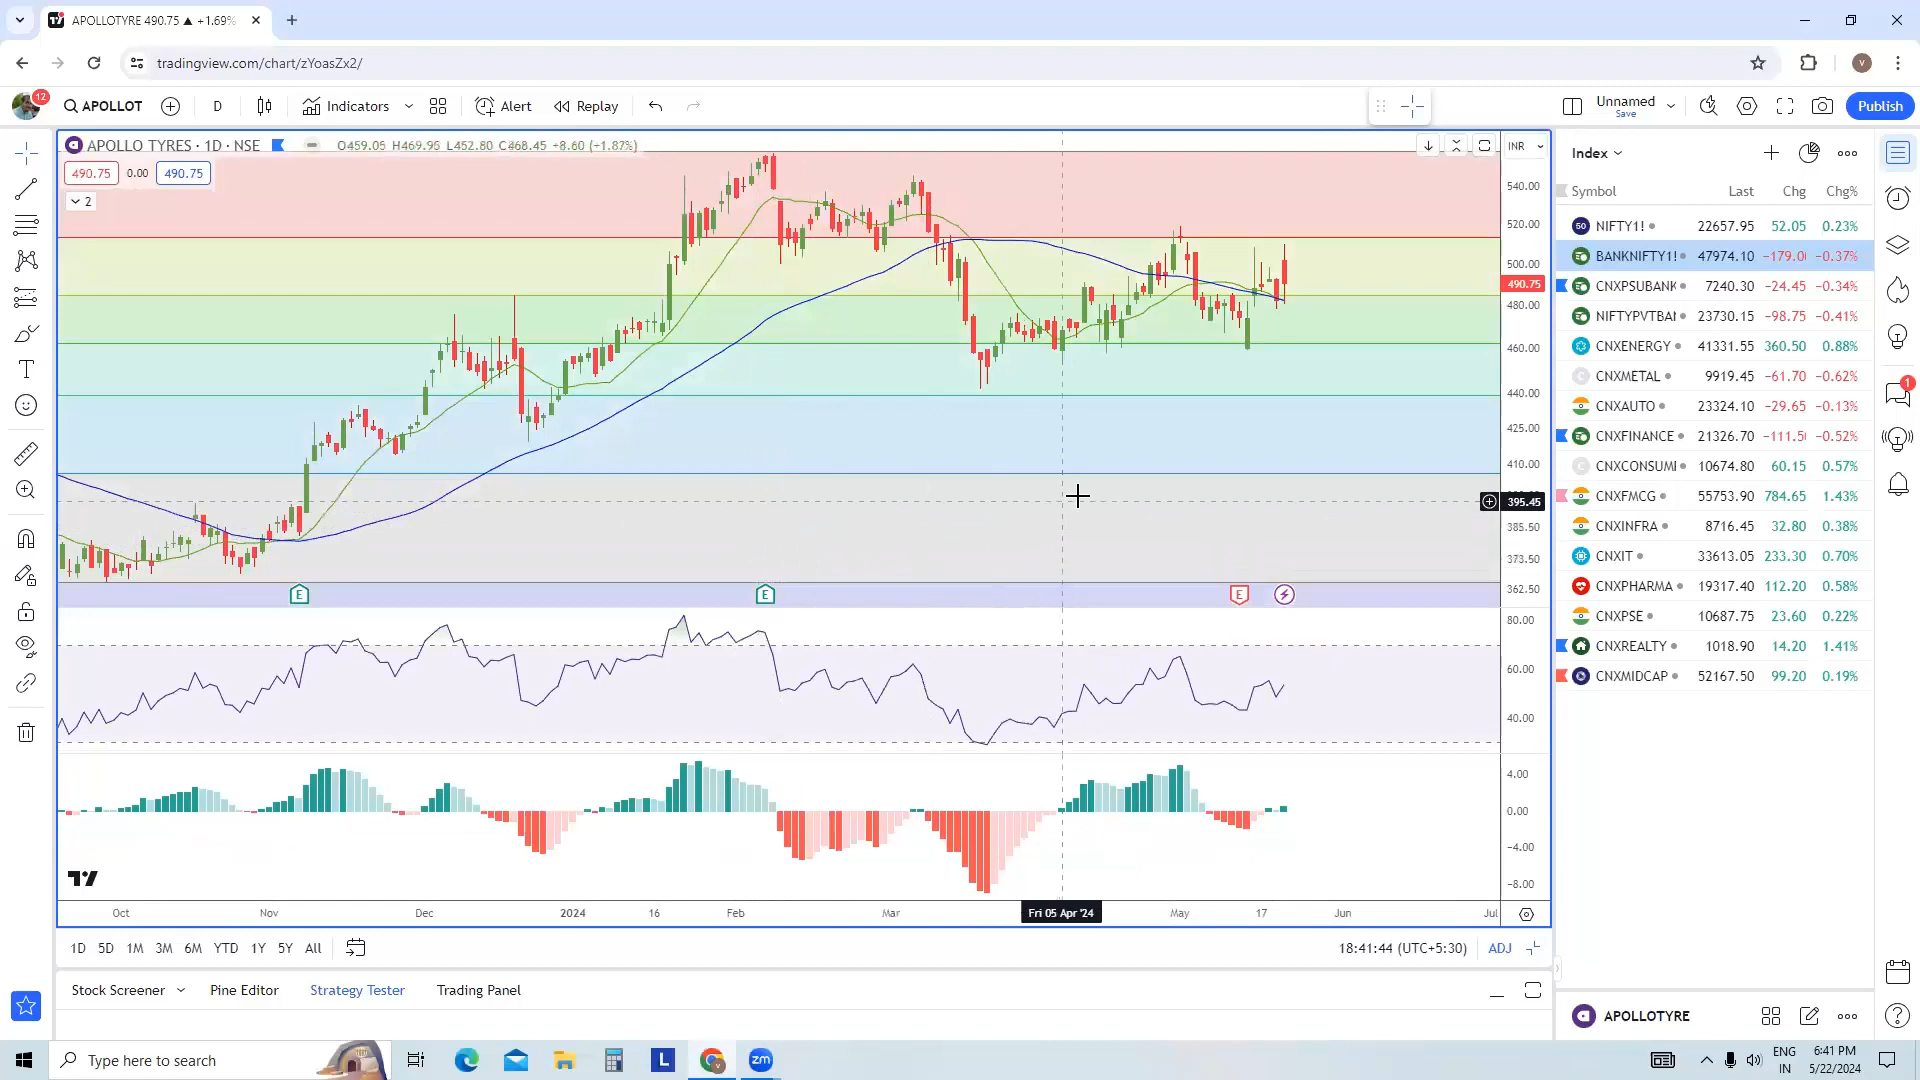 APOLLOTYRE 490.75 ▲ +1.69%
tradingview.com/chart/zYoasZx2/
12
APOLLOT
D
Indicators
Alert
Replay
Unnamed
Save
Publish
APOLLO TYRES · 1D · NSE
O459.05 H469.95 L452.80 C468.45 +8.60 (+1.87%)
490.75 0.00 490.75
2
INR
540.00
520.00
500.00
490.75
480.00
460.00
440.00
425.00
410.00
395.45
385.50
373.50
362.50
E E E
80.00
60.00
40.00
4.00
0.00
−4.00
−8.00
Oct Nov Dec 2024 16 Feb Mar Fri 05 Apr '24 May 17 Jun Jul
1D 5D 1M 3M 6M YTD 1Y 5Y All
18:41:44 (UTC+5:30) ADJ
Stock Screener Pine Editor Strategy Tester Trading Panel
Index
Symbol Last Chg Chg%
NIFTY1! 22657.95 52.05 0.23%
BANKNIFTY1! 47974.10 −179.0 −0.37%
CNXPSUBANK 7240.30 −24.45 −0.34%
NIFTYPVTBA 23730.15 −98.75 −0.41%
CNXENERGY 41331.55 360.50 0.88%
CNXMETAL 9919.45 −61.70 −0.62%
CNXAUTO 23324.10 −29.65 −0.13%
CNXFINANCE 21326.70 −111.5 −0.52%
CNXCONSUM 10674.80 60.15 0.57%
CNXFMCG 55753.90 784.65 1.43%
CNXINFRA 8716.45 32.80 0.38%
CNXIT 33613.05 233.30 0.70%
CNXPHARMA 19317.40 112.20 0.58%
CNXPSE 10687.75 23.60 0.22%
CNXREALTY 1018.90 14.20 1.41%
CNXMIDCAP 52167.50 99.20 0.19%
1
APOLLOTYRE
Type here to search
L
zm
ENG
IN
6:41 PM
5/22/2024